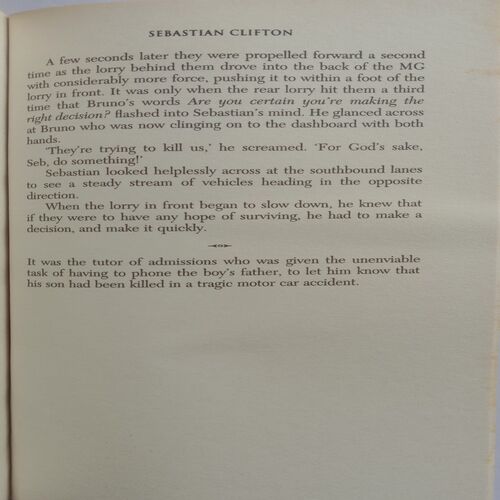 SEBASTIAN CLIFTON
A few seconds later they were propelled forward a second
time as the lorry behind them drove into the back of the MG
with considerably more force, pushing it to within a foot of the
lorry in front. It was only when the rear lorry hit them a third
time that Bruno's words Are you certain you're making the
right decision? flashed into Sebastian's mind. He glanced across
at Bruno who was now clinging on to the dashboard with both
hands.
'They're trying to kill us,' he screamed. 'For God's sake,
Seb, do something!'
Sebastian looked helplessly across at the southbound lanes
to see a steady stream of vehicles heading in the opposite
direction.
When the lorry in front began to slow down, he knew that
if they were to have any hope of surviving, he had to make a
decision, and make it quickly.
It was the tutor of admissions who was given the unenviable
task of having to phone the boy's father, to let him know that
his son had been killed in a tragic motor car accident.